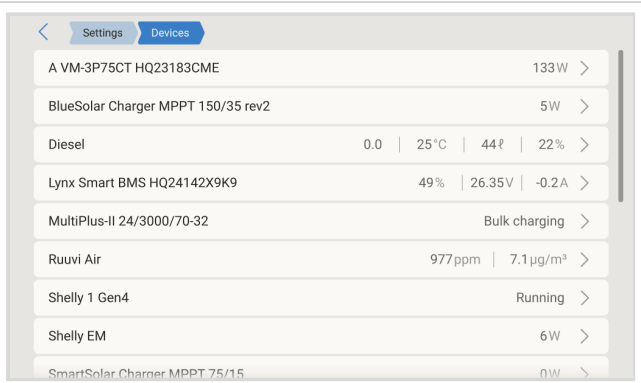 Settings Devices
A VM-3P75CT HQ23183CME 133W
BlueSolar Charger MPPT 150/35 rev2 5W
Diesel 0.0 25°C 44ℓ 22%
Lynx Smart BMS HQ24142X9K9 49% 26.35V -0.2A
MultiPlus-II 24/3000/70-32 Bulk charging
Ruuvi Air 977ppm 7.1µg/m³
Shelly 1 Gen4 Running
Shelly EM 6W
SmartSolar Charger MPPT 75/15 0W